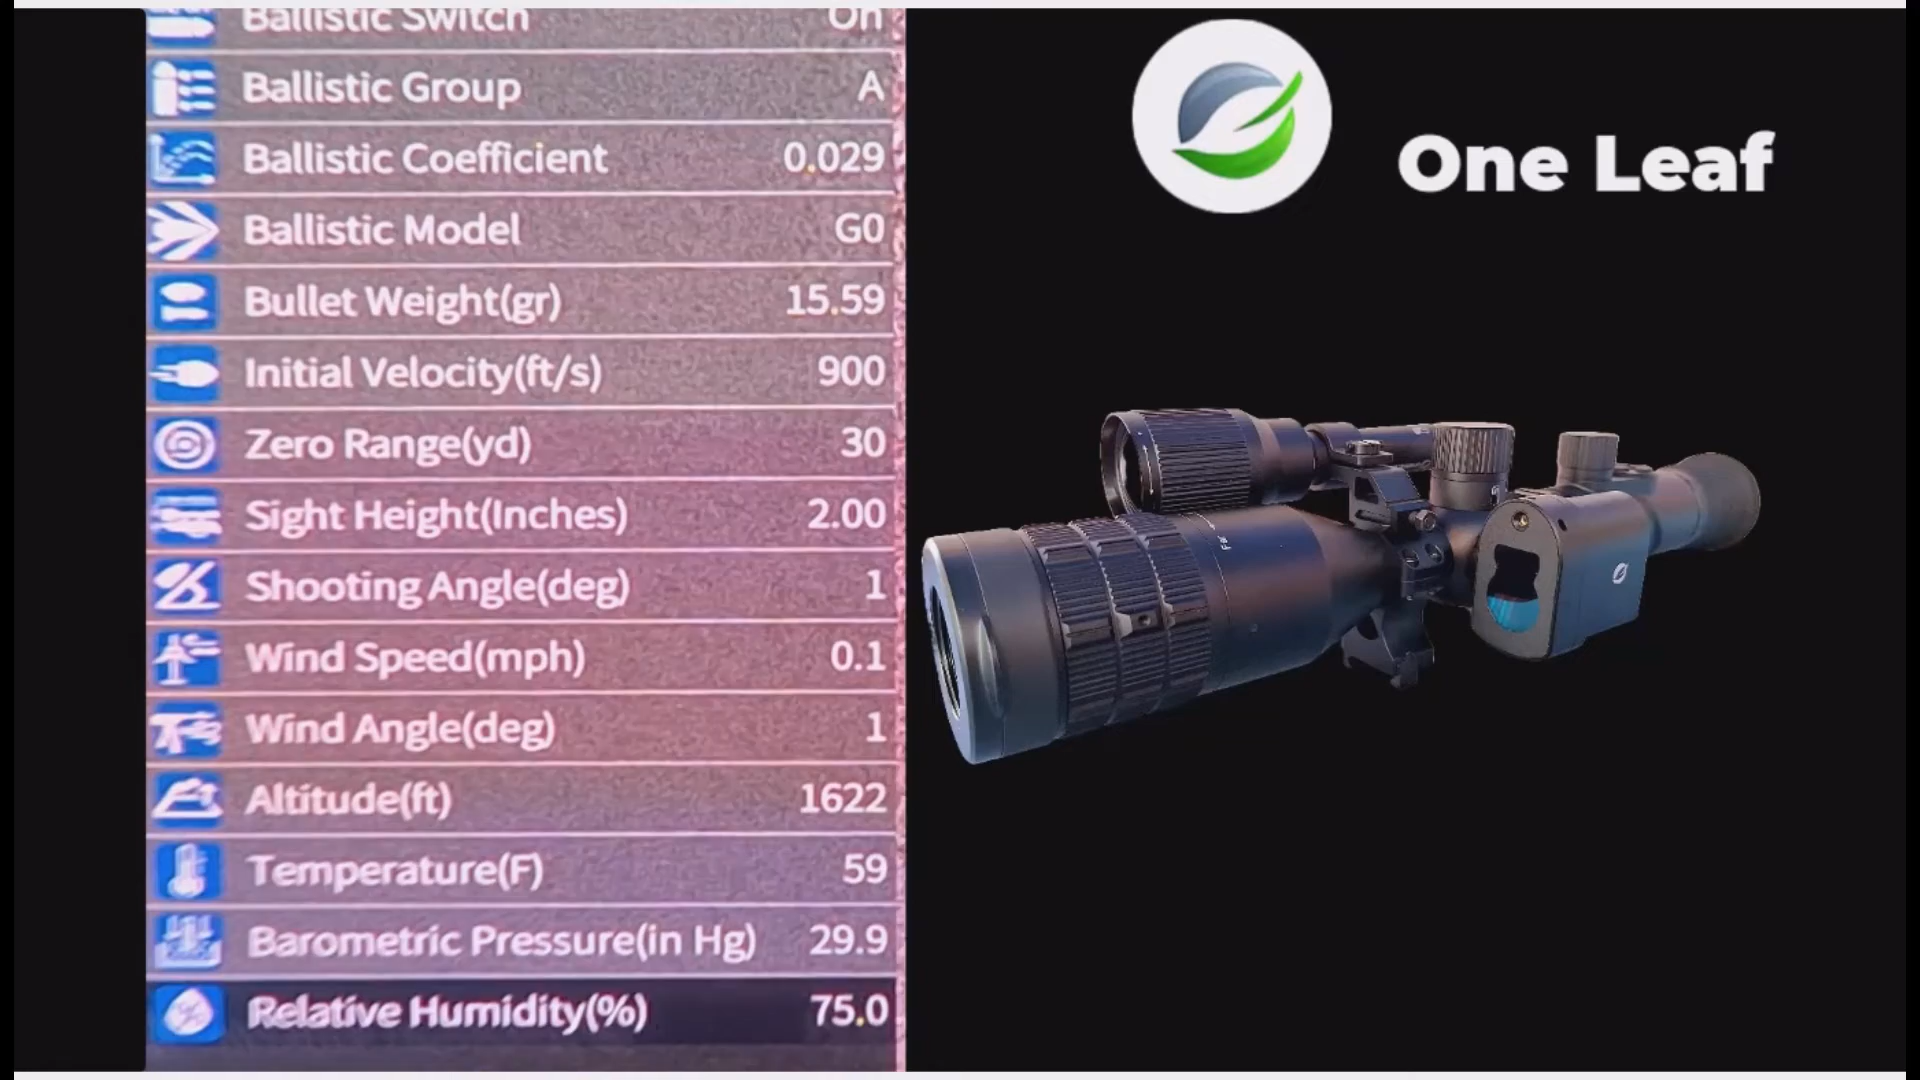 Ballistic Switch On
Ballistic Group A
Ballistic Coefficient 0.029
Ballistic Model G0
Bullet Weight(gr) 15.59
Initial Velocity(ft/s) 900
Zero Range(yd) 30
Sight Height(Inches) 2.00
Shooting Angle(deg) 1
Wind Speed(mph) 0.1
Wind Angle(deg) 1
Altitude(ft) 1622
Temperature(F) 59
Barometric Pressure(in Hg) 29.9
Relative Humidity(%) 75.0
One Leaf